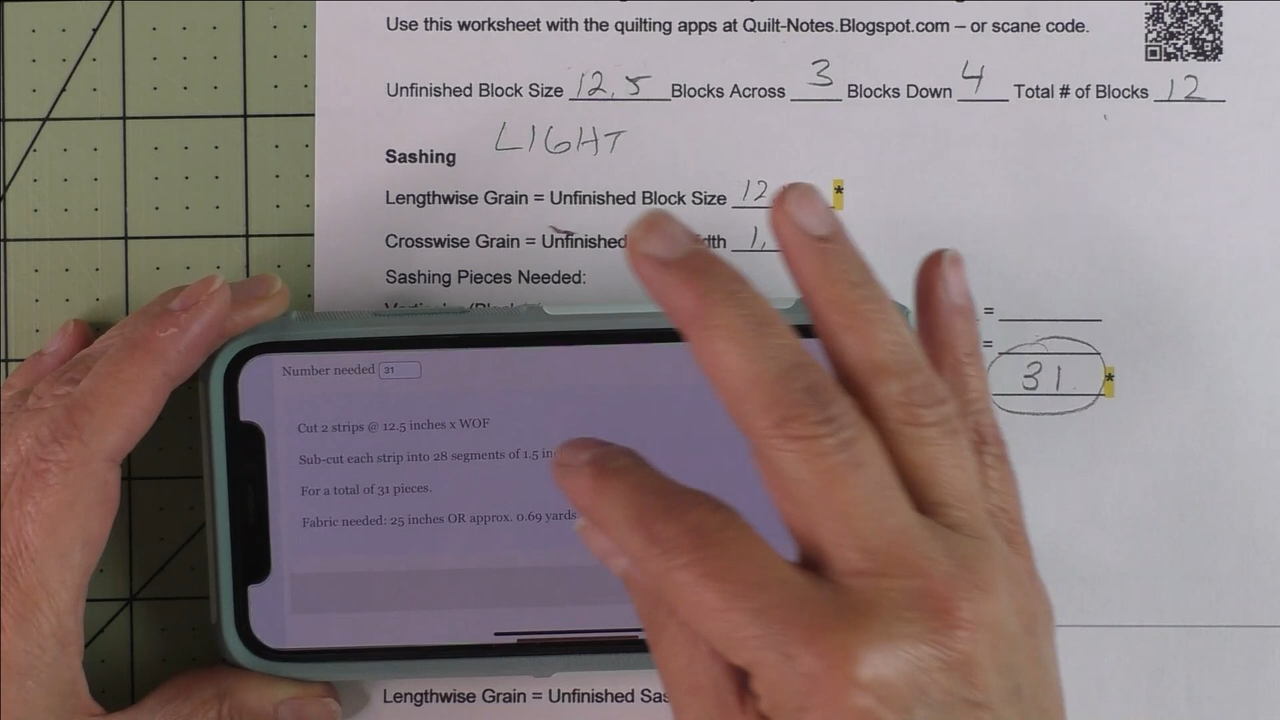 Use this worksheet with the quilting apps at Quilt-Notes.Blogspot.com – or scane code.
Unfinished Block Size 12.5 Blocks Across 3 Blocks Down 4 Total # of Blocks 12
LIGHT
Sashing
Lengthwise Grain = Unfinished Block Size 12 *
Crosswise Grain = Unfinished 1.
Sashing Pieces Needed:
=
=
31 *
Number needed 31
Cut 2 strips @ 12.5 inches x WOF
Sub-cut each strip into 28 segments of 1.5 in
For a total of 31 pieces.
Fabric needed: 25 inches OR approx. 0.69 yards
Lengthwise Grain = Unfinished